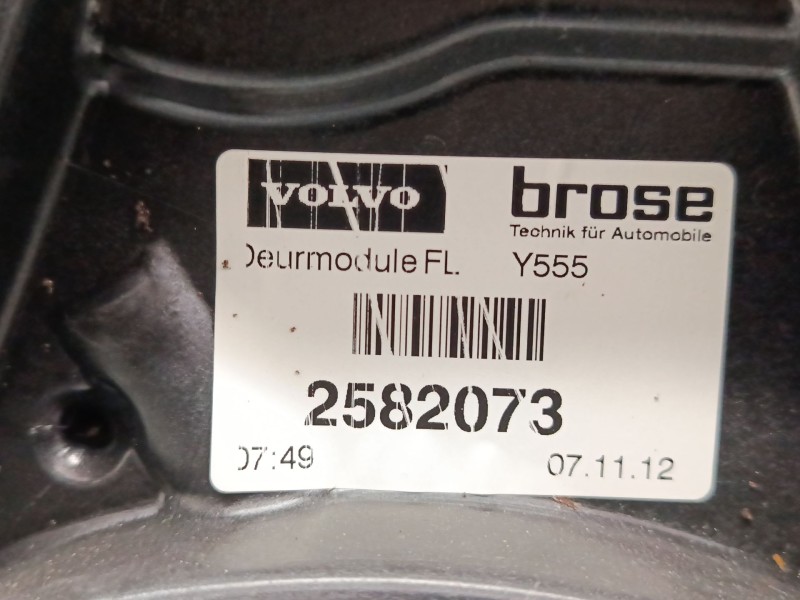 VOLVO
brose
Technik für Automobile
Deurmodule FL. Y555
2582073
07:49
07.11.12